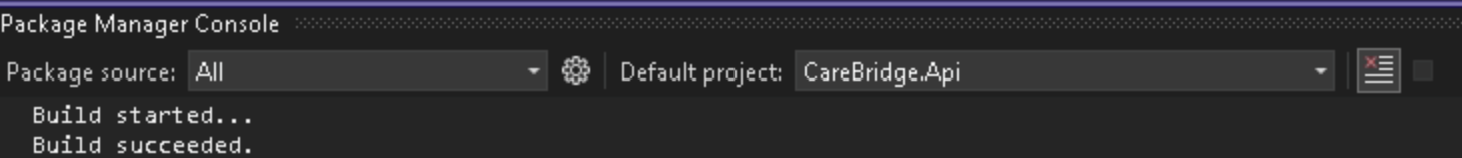 Package Manager Console
Package source: All Default project: CareBridge.Api
Build started...
Build succeeded.